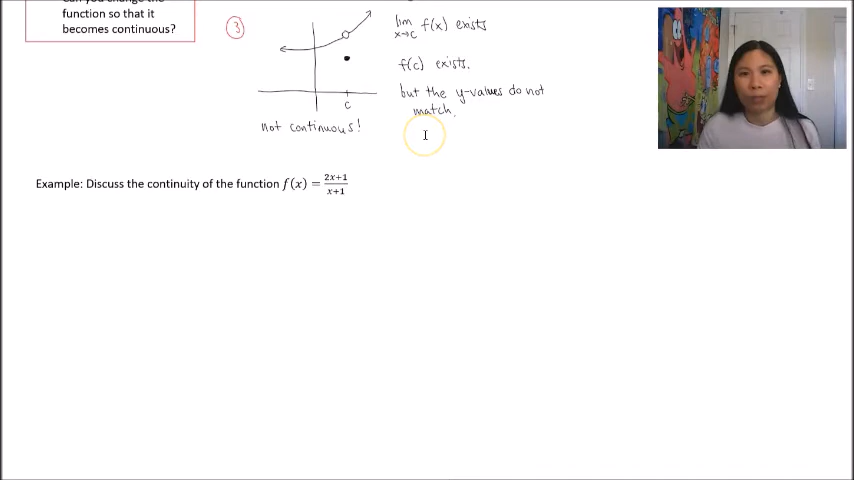 Can you change the
function so that it
becomes continuous?
3
lim f(x) exists
x→c
f(c) exists.
but the y-values do not
match.
c
not continuous!
Example: Discuss the continuity of the function f(x) = 2x+1
x+1